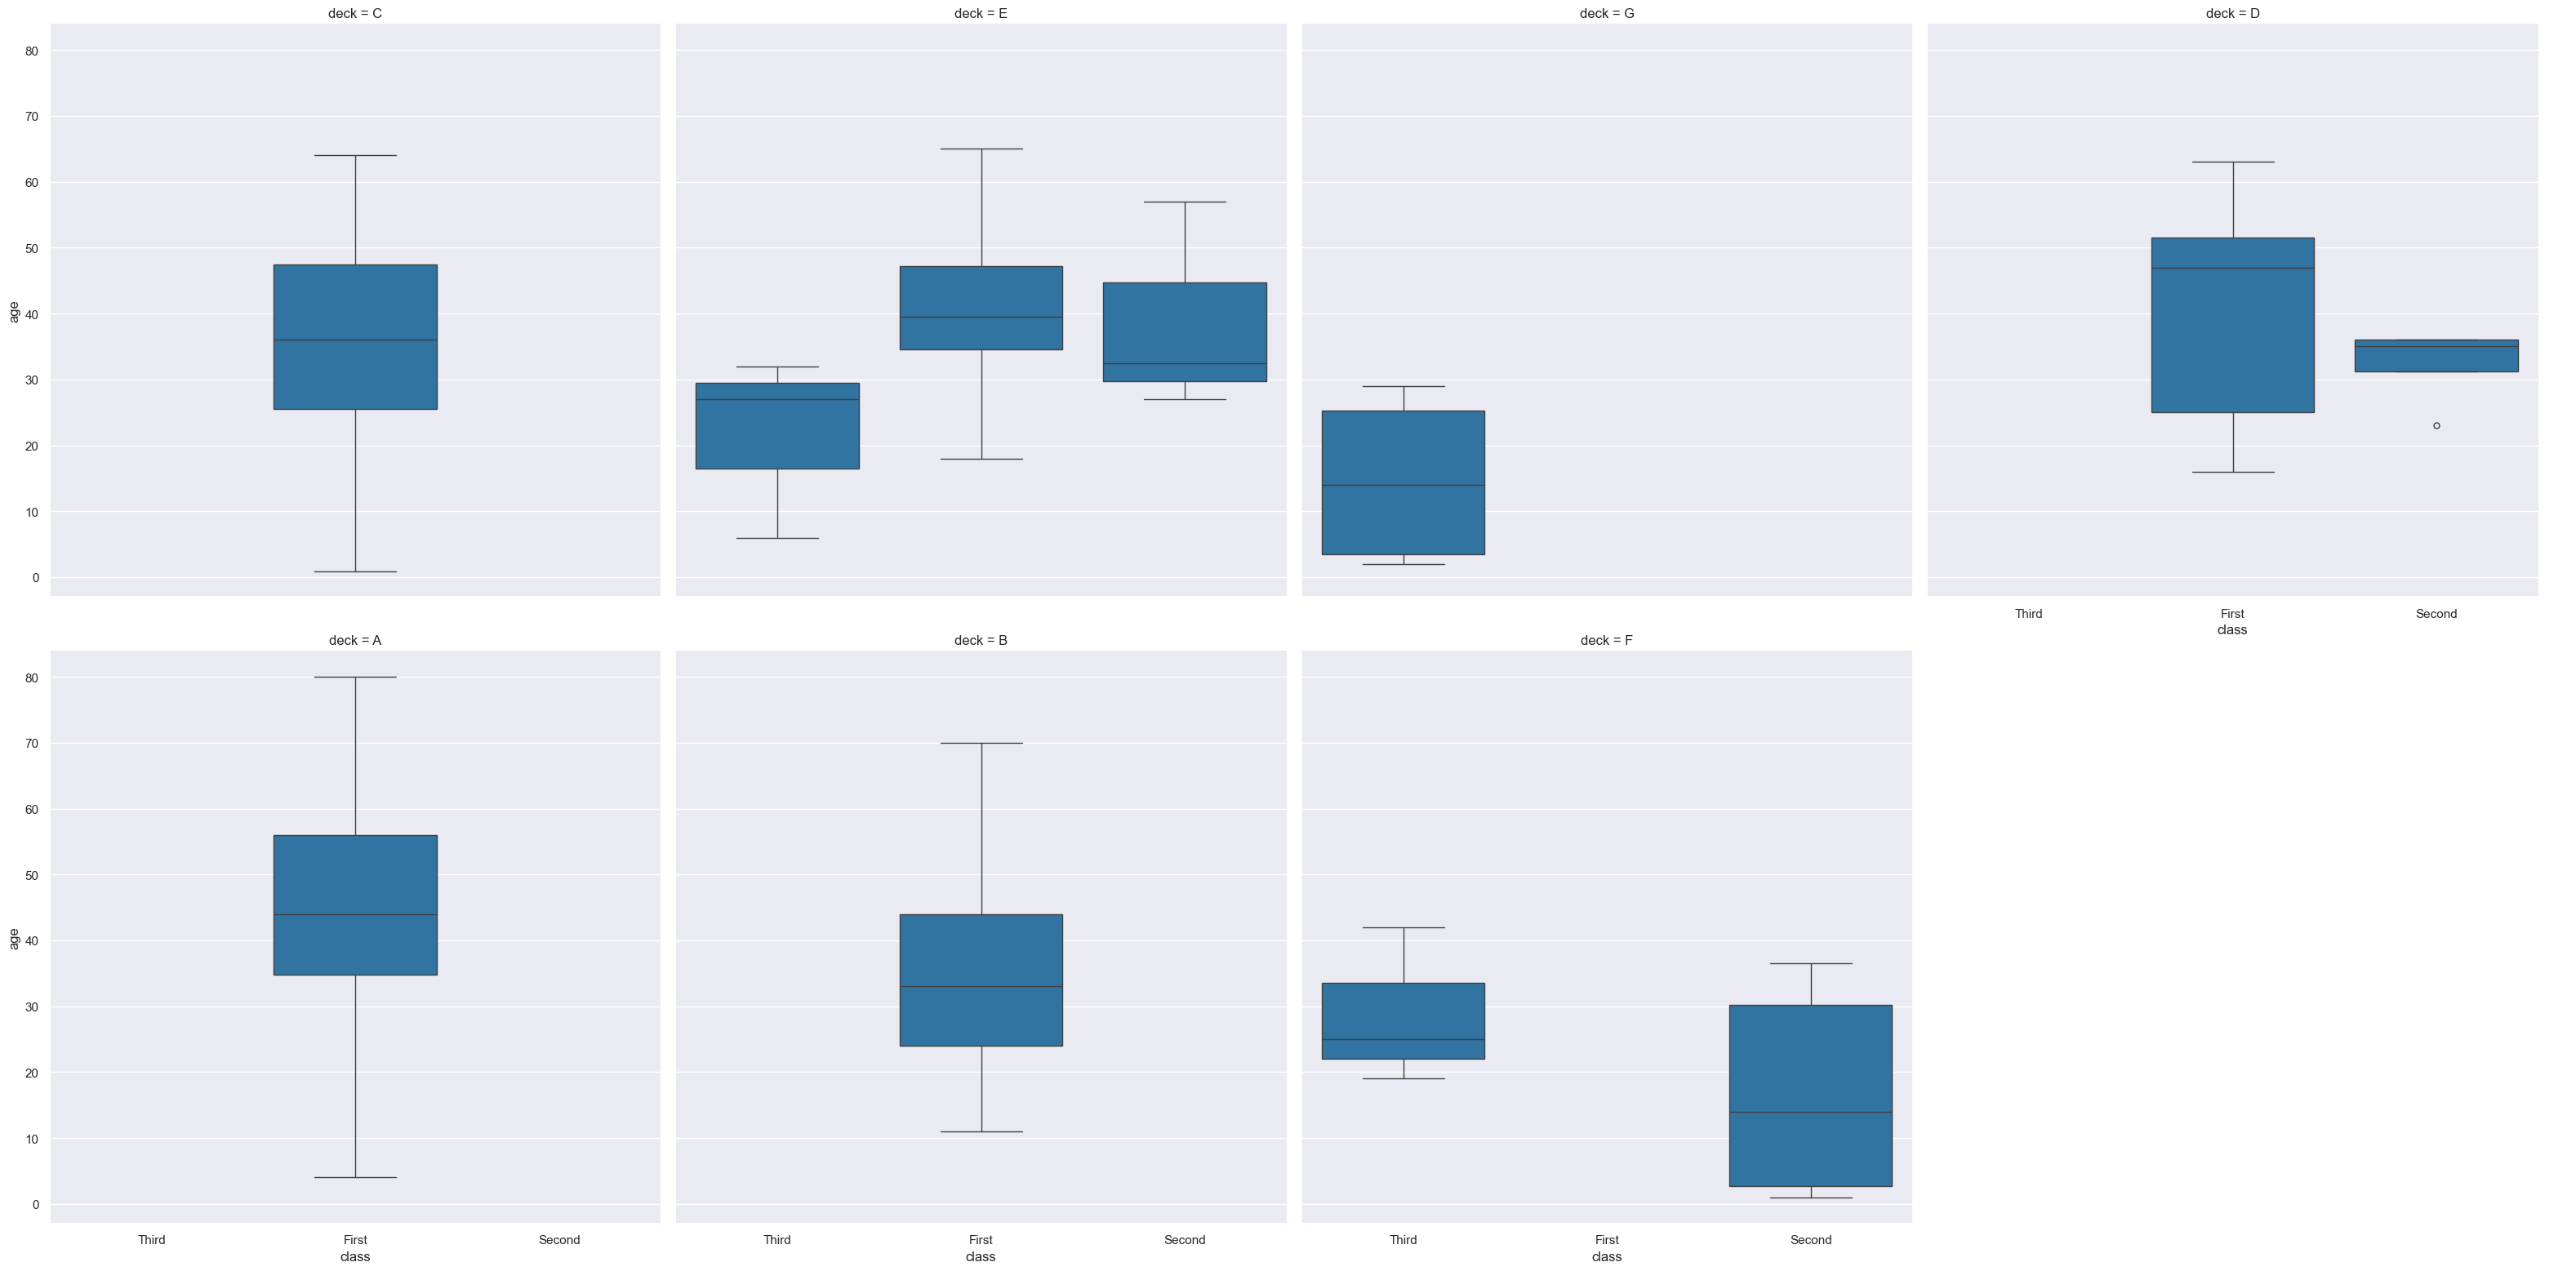 deck = C
deck = E
deck = G
deck = D
80
70
60
50
40
30
20
10
0
age
Third
First
Second
class
deck = A
deck = B
deck = F
80
70
60
50
40
30
20
10
0
age
Third
First
Second
class
Third
First
Second
class
Third
First
Second
class